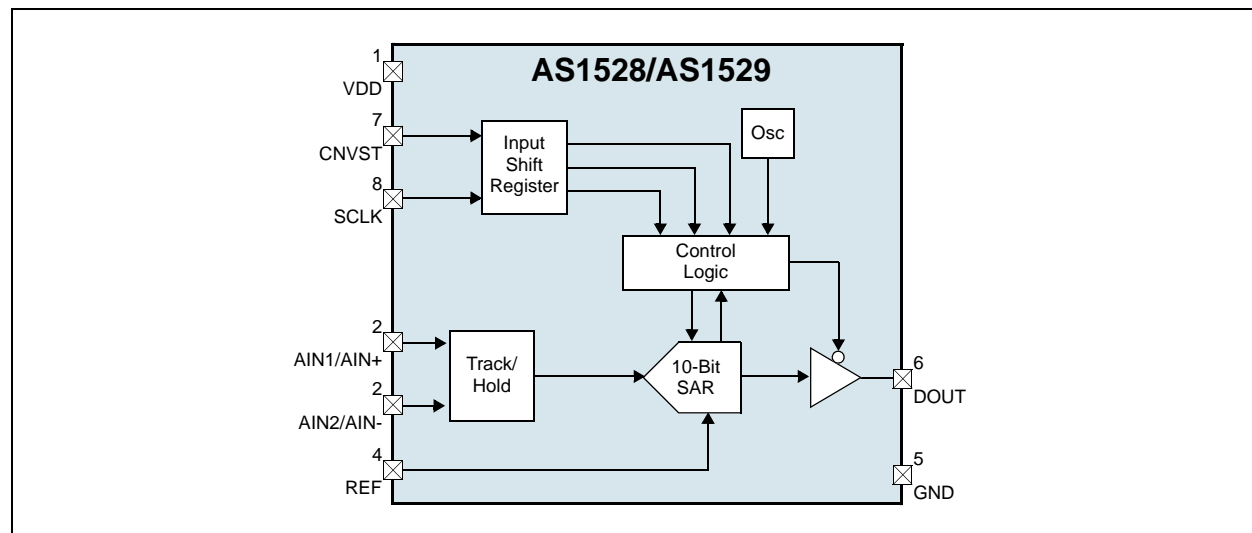 AS1528/AS1529
1
VDD
7
CNVST
8
SCLK
Input
Shift
Register
Osc
Control
Logic
2
AIN1/AIN+
2
AIN2/AIN-
4
REF
Track/
Hold
10-Bit
SAR
6
DOUT
5
GND